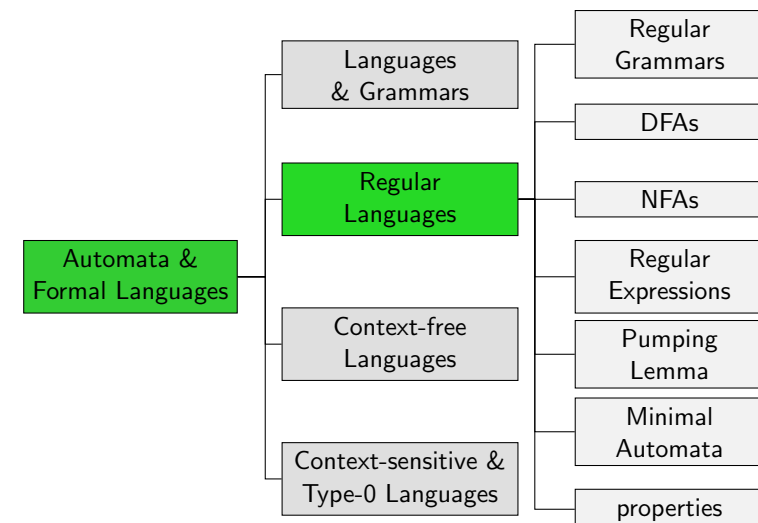 Automata &
Formal Languages
Languages
& Grammars
Regular
Languages
Context-free
Languages
Context-sensitive &
Type-0 Languages
Regular
Grammars
DFAs
NFAs
Regular
Expressions
Pumping
Lemma
Minimal
Automata
properties